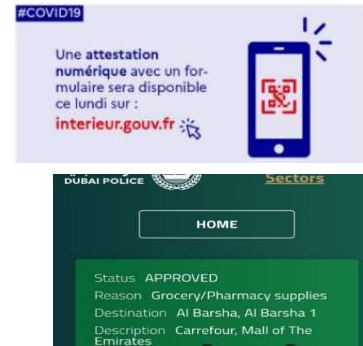 #COVID19
Une attestation
numérique avec un for-
mulaire sera disponible
ce lundi sur :
interieur.gouv.fr
DUBAI POLICE
Sectors
HOME
Status APPROVED
Reason Grocery/Pharmacy supplies
Destination Al Barsha, Al Barsha 1
Description Carrefour, Mall of The
Emirates